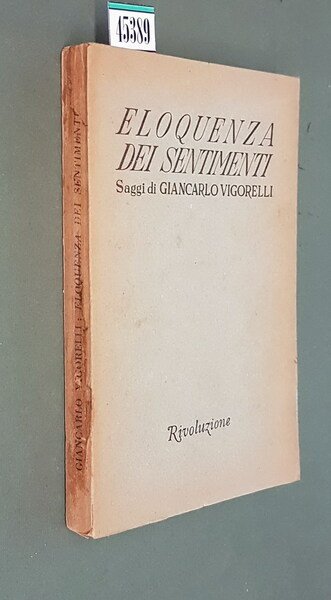 45389
ELOQUENZA
DEI SENTIMENTI
Saggi di GIANCARLO VIGORELLI
Rivoluzione
GIANCARLO VIGORELLI: ELOQUENZA DEI SENTIMENTI